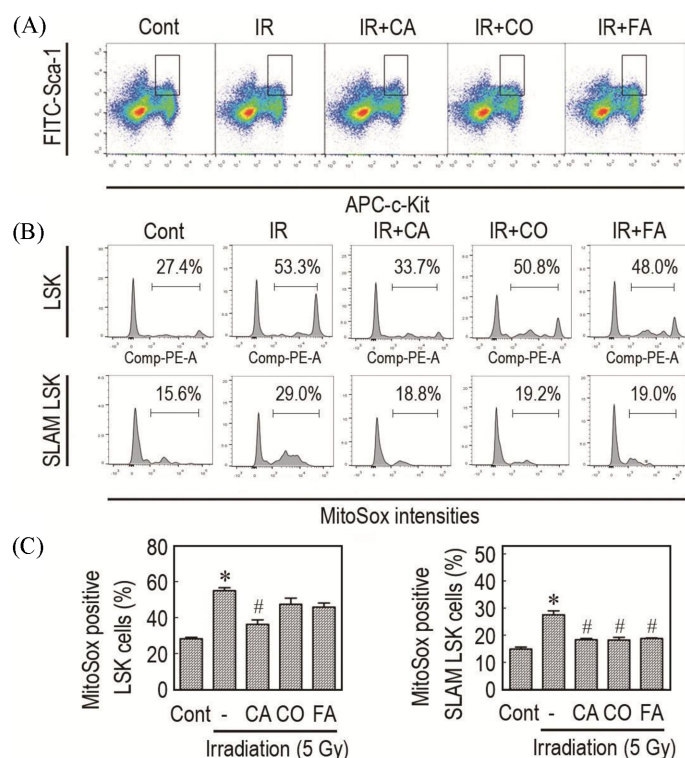 (A)
Cont IR IR+CA IR+CO IR+FA
FITC-Sca-1
APC-c-Kit
(B)
Cont IR IR+CA IR+CO IR+FA
LSK
27.4% 53.3% 33.7% 50.8% 48.0%
Comp-PE-A Comp-PE-A Comp-PE-A Comp-PE-A Comp-PE-A
SLAM LSK
15.6% 29.0% 18.8% 19.2% 19.0%
MitoSox intensities
(C)
MitoSox positive
LSK cells (%)
80
60
40
20
0
*
#
Cont - CA CO FA
Irradiation (5 Gy)
MitoSox positive
SLAM LSK cells (%)
50
40
30
20
10
0
*
# # #
Cont - CA CO FA
Irradiation (5 Gy)